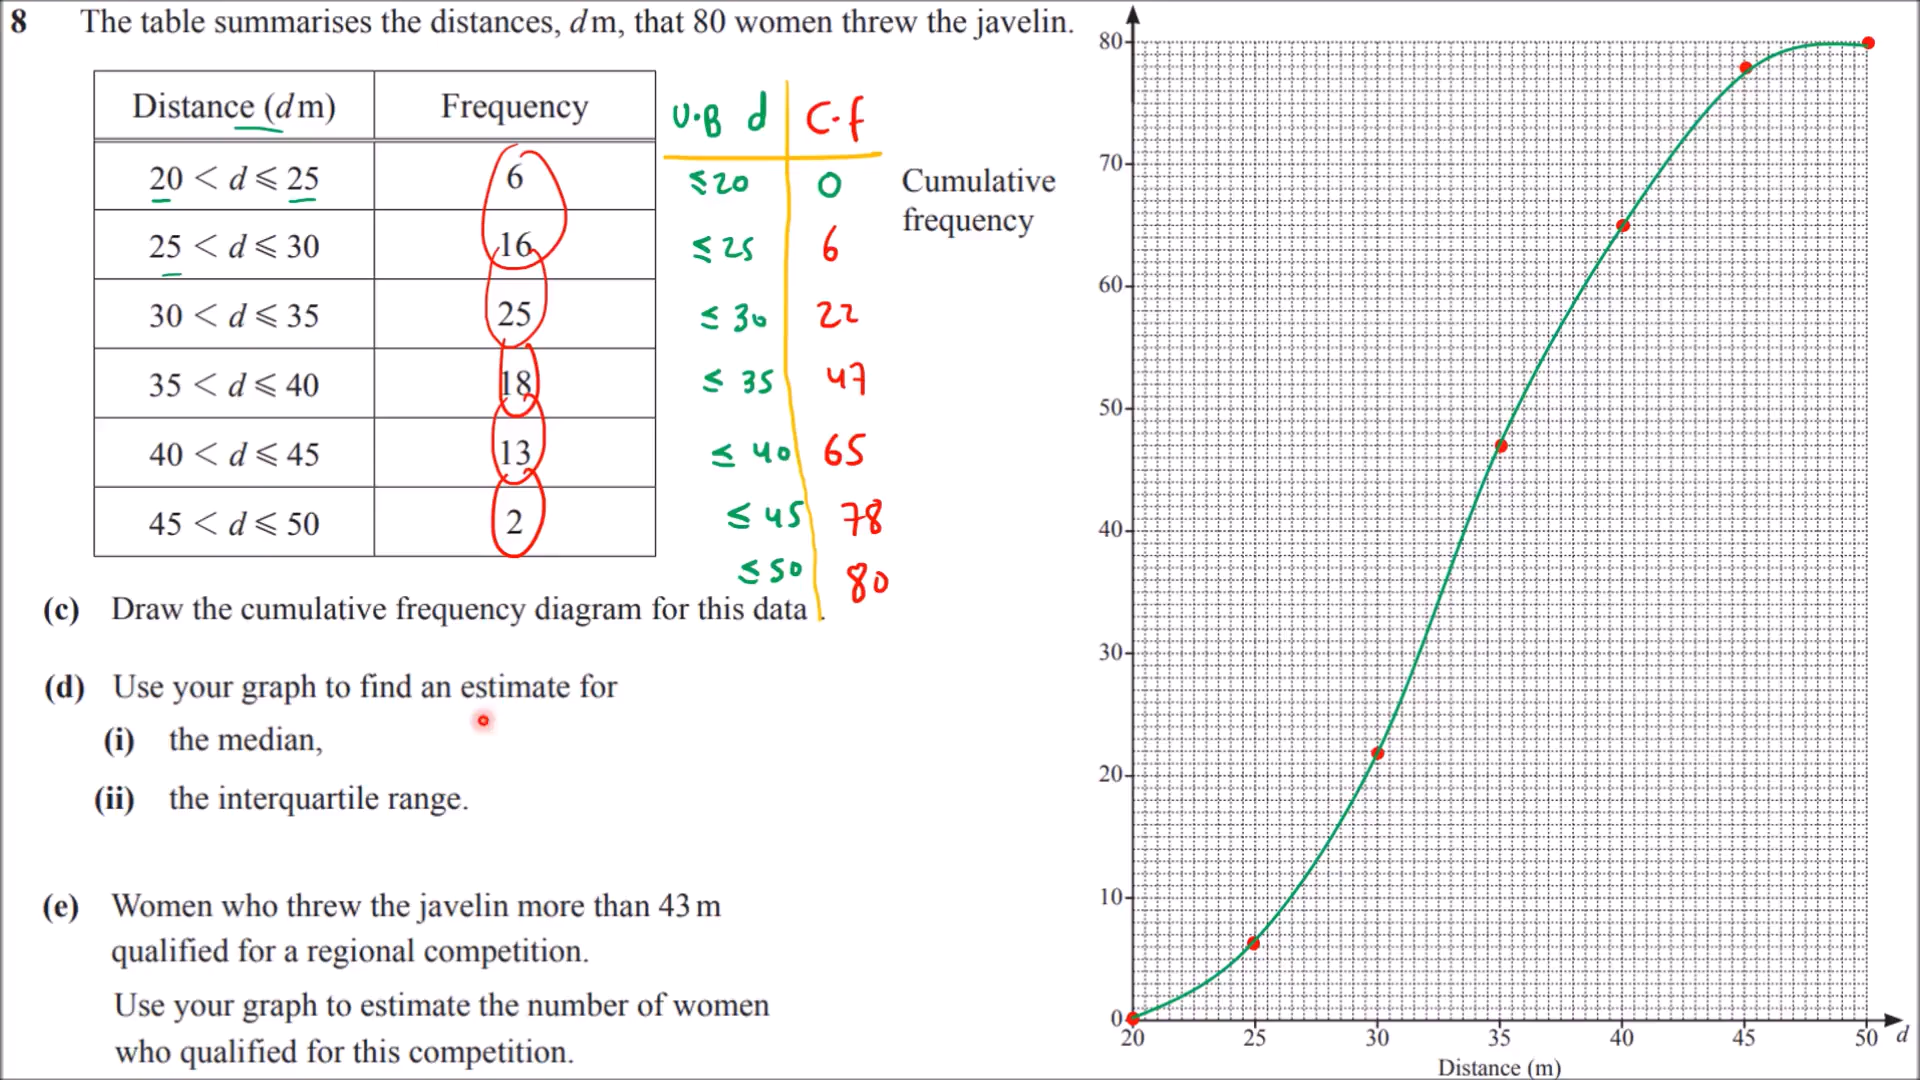 8 The table summarises the distances, d m, that 80 women threw the javelin.
Distance (d m) Frequency
20 < d ⩽ 25 6
25 < d ⩽ 30 16
30 < d ⩽ 35 25
35 < d ⩽ 40 18
40 < d ⩽ 45 13
45 < d ⩽ 50 2
U.B d C.f
≤20 0
≤25 6
≤30 22
≤35 47
≤40 65
≤45 78
≤50 80
Cumulative
frequency
(c) Draw the cumulative frequency diagram for this data .
(d) Use your graph to find an estimate for
(i) the median,
(ii) the interquartile range.
(e) Women who threw the javelin more than 43 m
qualified for a regional competition.
Use your graph to estimate the number of women
who qualified for this competition.
80
70
60
50
40
30
20
10
0
20 25 30 35 40 45 50 d
Distance (m)